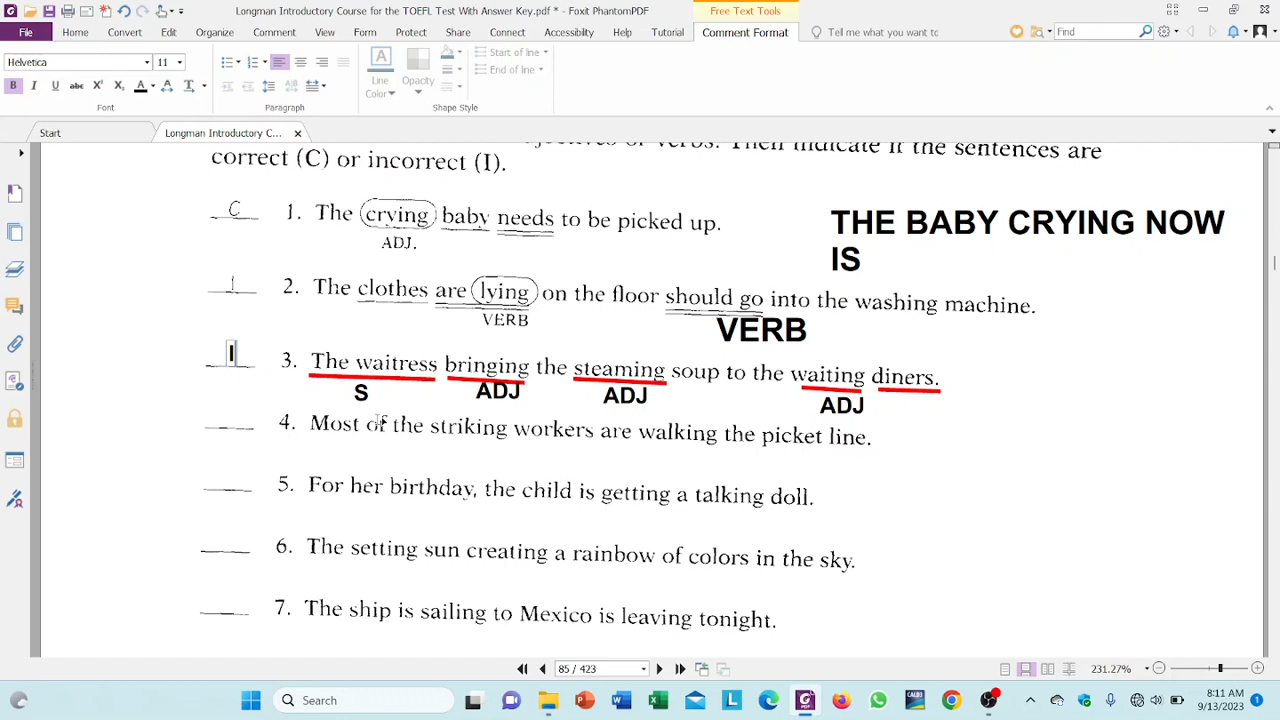 Longman Introductory Course for the TOEFL Test With Answer Key.pdf * - Foxit PhantomPDF
Free Text Tools
File Home Convert Edit Organize Comment View Form Protect Share Connect Accessibility Help Tutorial Comment Format Tell me what you want to Find
Helvetica 11
Line Color
Opacity
Start of line
End of line
Font Paragraph Shape Style
Start Longman Introductory C...
Then indicate if the sentences are
correct (C) or incorrect (I).
C 1. The crying baby needs to be picked up.
ADJ.
THE BABY CRYING NOW
IS
I 2. The clothes are lying on the floor should go into the washing machine.
VERB VERB
I 3. The waitress bringing the steaming soup to the waiting diners.
S ADJ ADJ ADJ
4. Most of the striking workers are walking the picket line.
5. For her birthday, the child is getting a talking doll.
6. The setting sun creating a rainbow of colors in the sky.
7. The ship is sailing to Mexico is leaving tonight.
85 / 423 231.27%
Search 8:11 AM
9/13/2023